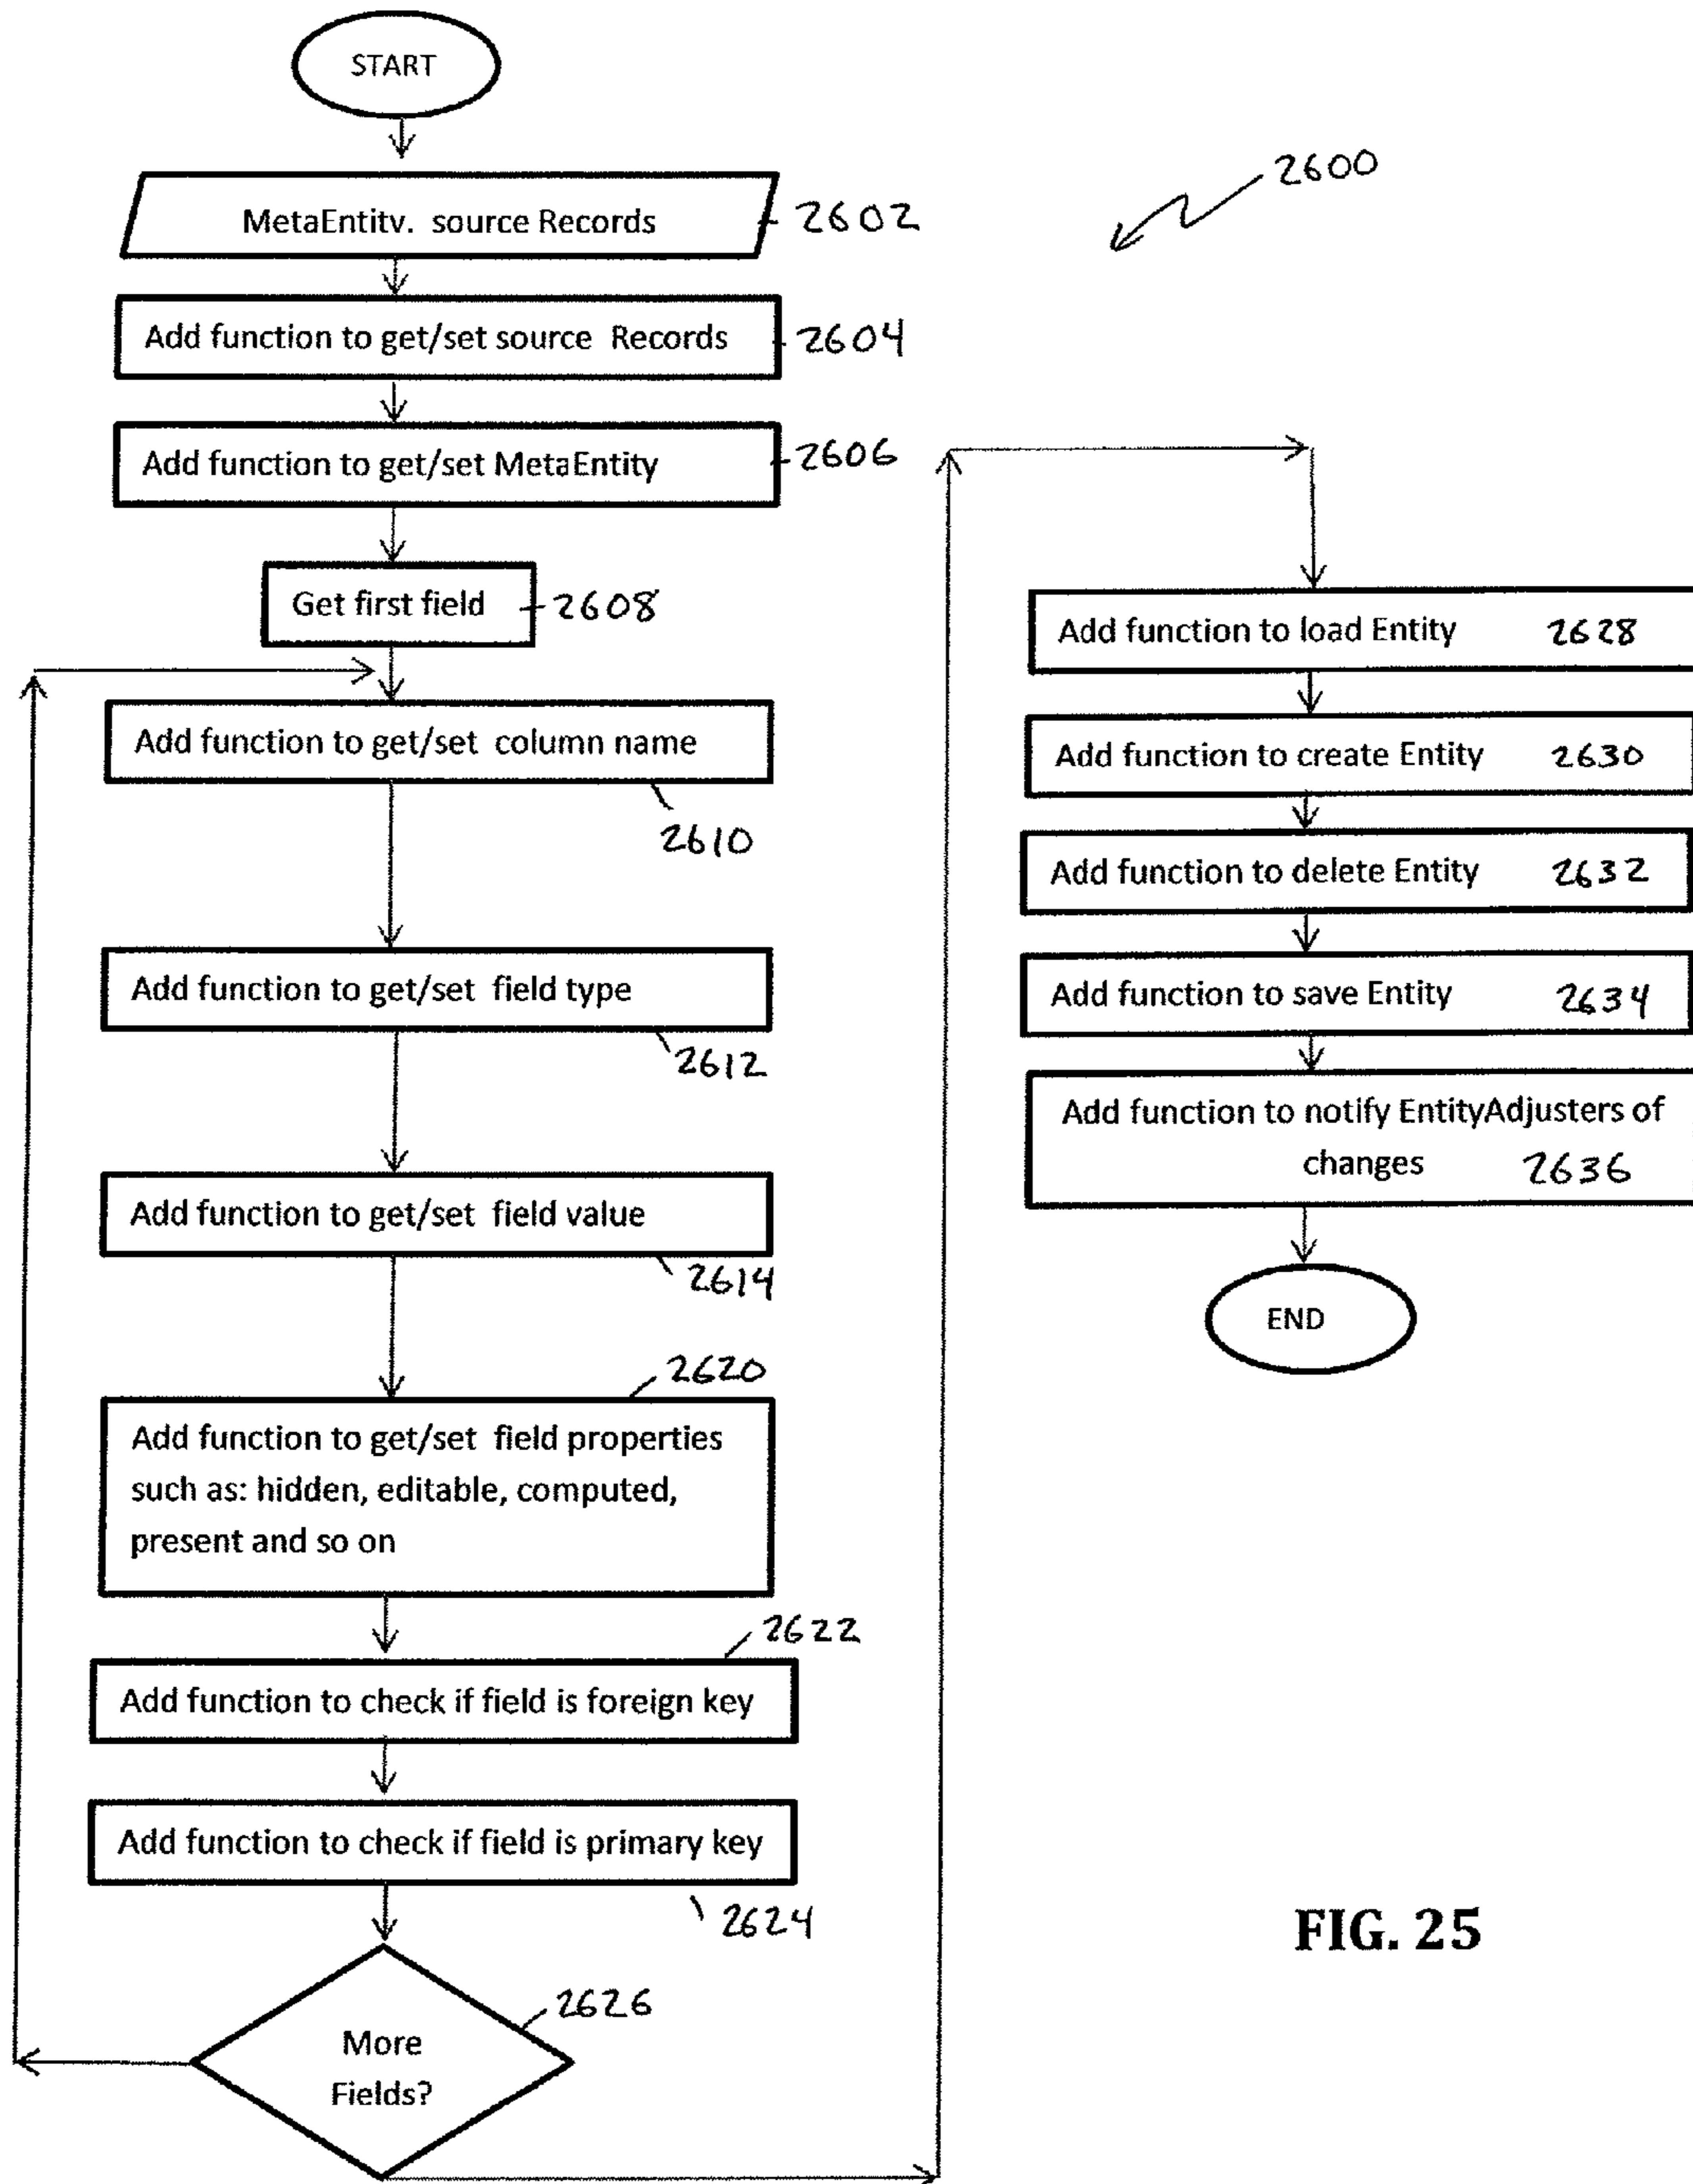 START
2600
MetaEntity. source Records 2602
Add function to get/set source Records 2604
Add function to get/set MetaEntity 2606
Get first field 2608
Add function to get/set column name
2610
Add function to get/set field type
2612
Add function to get/set field value
2614
2620
Add function to get/set field properties
such as: hidden, editable, computed,
present and so on
2622
Add function to check if field is foreign key
Add function to check if field is primary key
2624
2626
More
Fields?
Add function to load Entity 2628
Add function to create Entity 2630
Add function to delete Entity 2632
Add function to save Entity 2634
Add function to notify EntityAdjusters of
changes 2636
END
FIG. 25